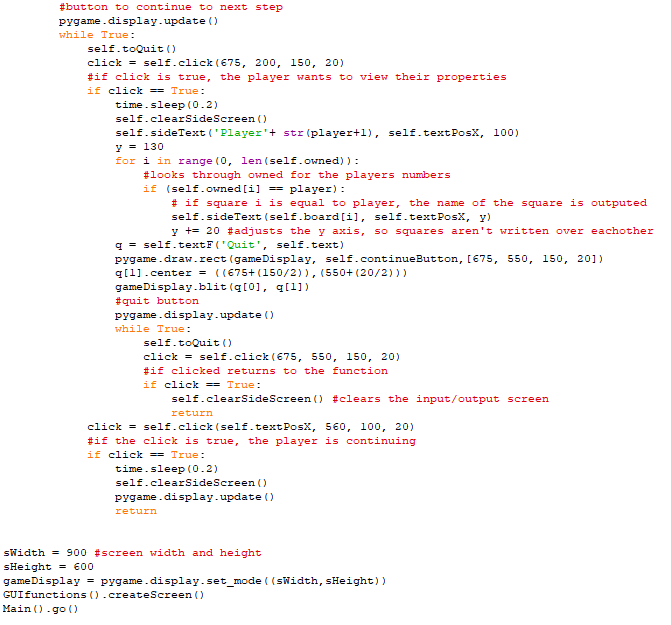 #button to continue to next step
pygame.display.update()
while True:
self.toQuit()
click = self.click(675, 200, 150, 20)
#if click is true, the player wants to view their properties
if click == True:
time.sleep(0.2)
self.clearSideScreen()
self.sideText('Player'+ str(player+1), self.textPosX, 100)
y = 130
for i in range(0, len(self.owned)):
#looks through owned for the players numbers
if (self.owned[i] == player):
# if square i is equal to player, the name of the square is outputed
self.sideText(self.board[i], self.textPosX, y)
y += 20 #adjusts the y axis, so squares aren't written over eachother
q = self.textF('Quit', self.text)
pygame.draw.rect(gameDisplay, self.continueButton,[675, 550, 150, 20])
q[1].center = ((675+(150/2)),(550+(20/2)))
gameDisplay.blit(q[0], q[1])
#quit button
pygame.display.update()
while True:
self.toQuit()
click = self.click(675, 550, 150, 20)
#if clicked returns to the function
if click == True:
self.clearSideScreen() #clears the input/output screen
return
click = self.click(self.textPosX, 560, 100, 20)
#if the click is true, the player is continuing
if click == True:
time.sleep(0.2)
self.clearSideScreen()
pygame.display.update()
return
sWidth = 900 #screen width and height
sHeight = 600
gameDisplay = pygame.display.set_mode((sWidth,sHeight))
GUIfunctions().createScreen()
Main().go()